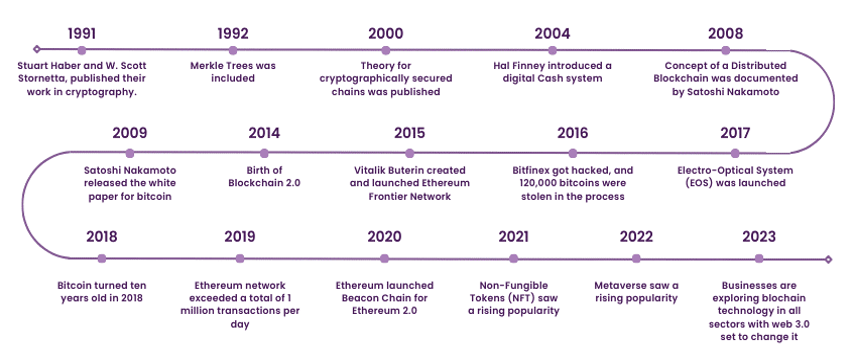 1991
1992
2000
2004
2008
Stuart Haber and W. Scott
Stornetta, published their
work in cryptography.
Merkle Trees was
included
Theory for
cryptographically secured
chains was published
Hal Finney introduced a
digital Cash system
Concept of a Distributed
Blockchain was documented
by Satoshi Nakamoto
2009
2014
2015
2016
2017
Satoshi Nakamoto
released the white
paper for bitcoin
Birth of
Blockchain 2.0
Vitalik Buterin created
and launched Ethereum
Frontier Network
Bitfinex got hacked, and
120,000 bitcoins were
stolen in the process
Electro-Optical System
(EOS) was launched
2018
2019
2020
2021
2022
2023
Bitcoin turned ten
years old in 2018
Ethereum network
exceeded a total of 1
million transactions per
day
Ethereum launched
Beacon Chain for
Ethereum 2.0
Non-Fungible
Tokens (NFT) saw
a rising popularity
Metaverse saw a
rising popularity
Businesses are
exploring blochain
technology in all
sectors with web 3.0
set to change it